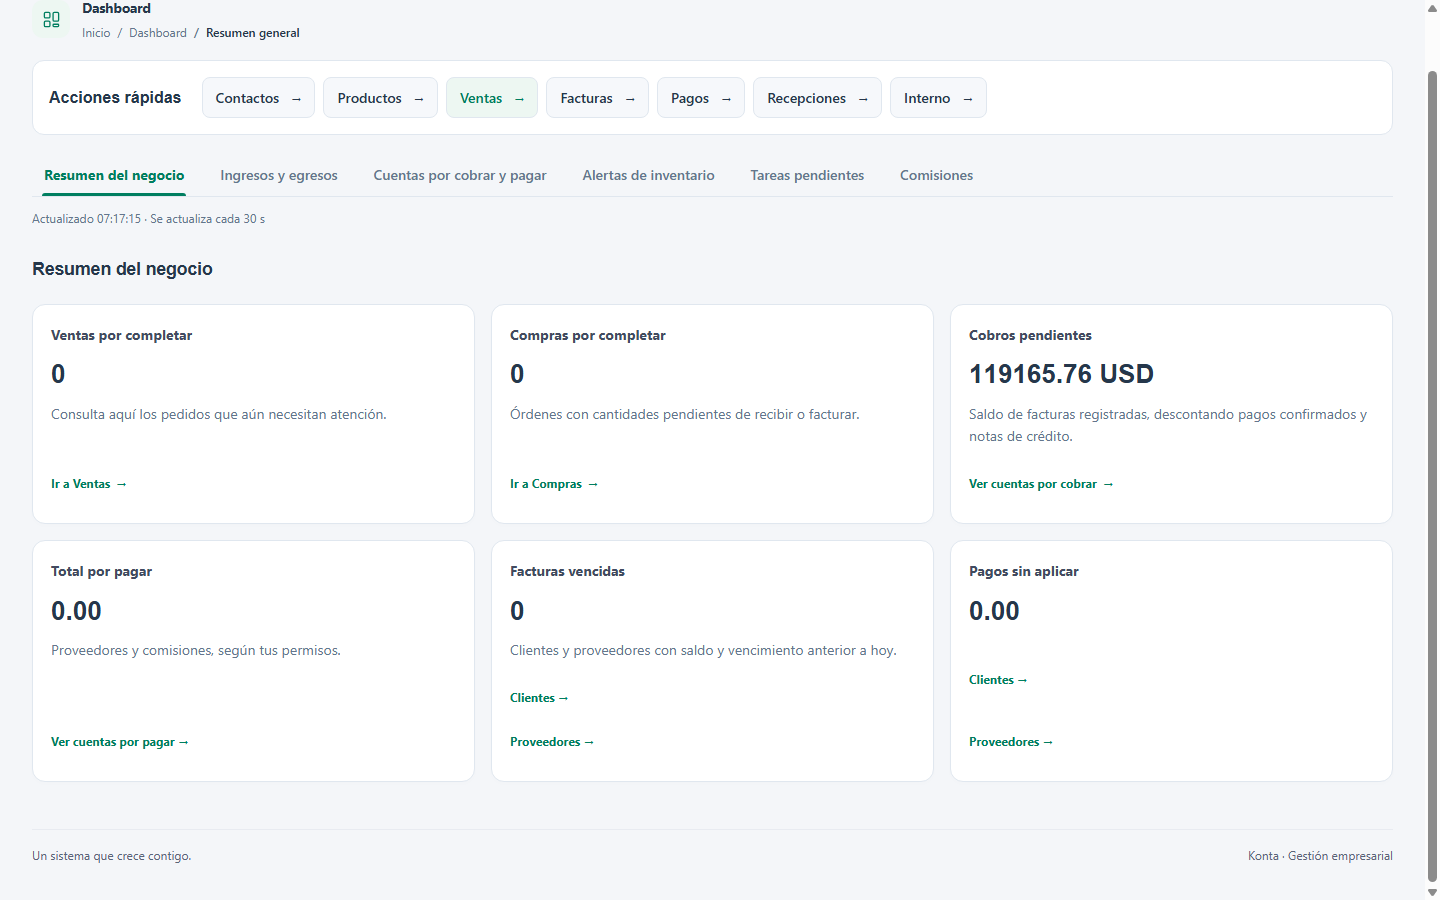 Dashboard
Inicio / Dashboard / Resumen general
Acciones rápidas
Contactos →
Productos →
Ventas →
Facturas →
Pagos →
Recepciones →
Interno →
Resumen del negocio
Ingresos y egresos
Cuentas por cobrar y pagar
Alertas de inventario
Tareas pendientes
Comisiones
Actualizado 07:17:15 · Se actualiza cada 30 s
Resumen del negocio
Ventas por completar
0
Consulta aquí los pedidos que aún necesitan atención.
Ir a Ventas →
Compras por completar
0
Órdenes con cantidades pendientes de recibir o facturar.
Ir a Compras →
Cobros pendientes
119165.76 USD
Saldo de facturas registradas, descontando pagos confirmados y
notas de crédito.
Ver cuentas por cobrar →
Total por pagar
0.00
Proveedores y comisiones, según tus permisos.
Ver cuentas por pagar →
Facturas vencidas
0
Clientes y proveedores con saldo y vencimiento anterior a hoy.
Clientes →
Proveedores →
Pagos sin aplicar
0.00
Clientes →
Proveedores →
Un sistema que crece contigo.
Konta · Gestión empresarial